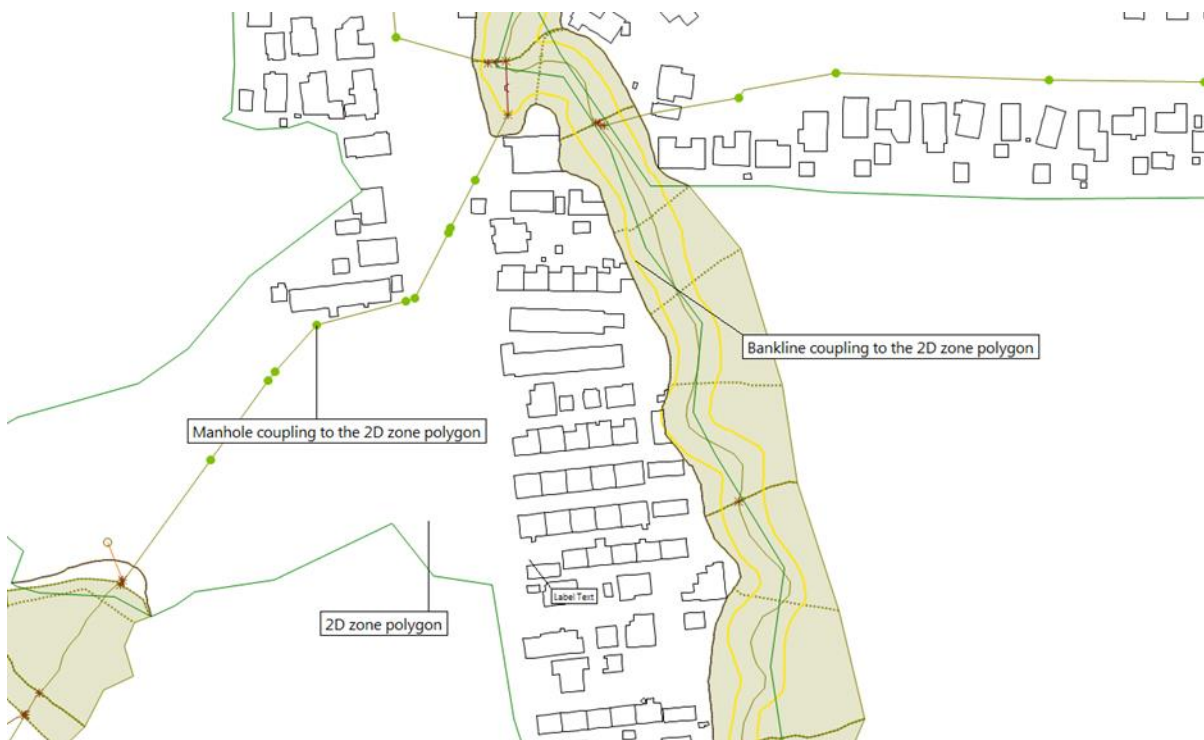 Bankline coupling to the 2D zone polygon
Manhole coupling to the 2D zone polygon
Label Text
2D zone polygon